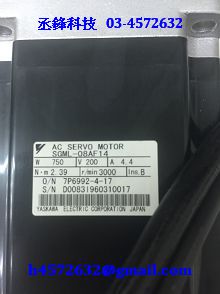 丞鋒科技 03-4572632
AC SERVO MOTOR
SGML-08AF14
W 750 V 200 A 4.4
N·m 2.39 r/min 3000 Ins.B
O/N 7P6992-4-17
S/N D00831960310017
YASKAWA ELECTRIC CORPORATION JAPAN
h4572632@hotmail.com